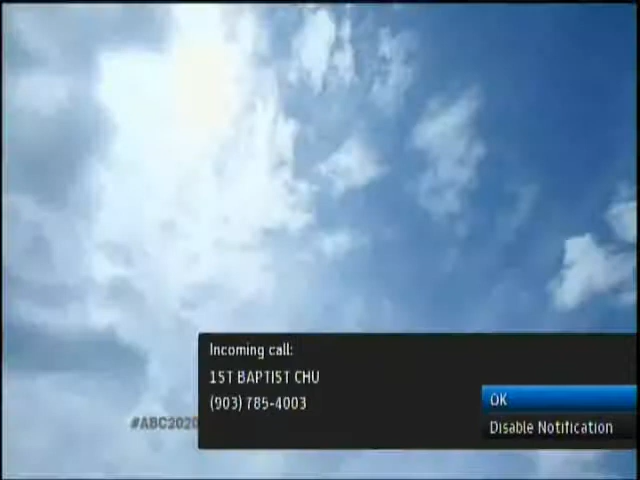 Incoming call:
1ST BAPTIST CHU
(903) 785-4003
OK
#ABC2020
Disable Notification